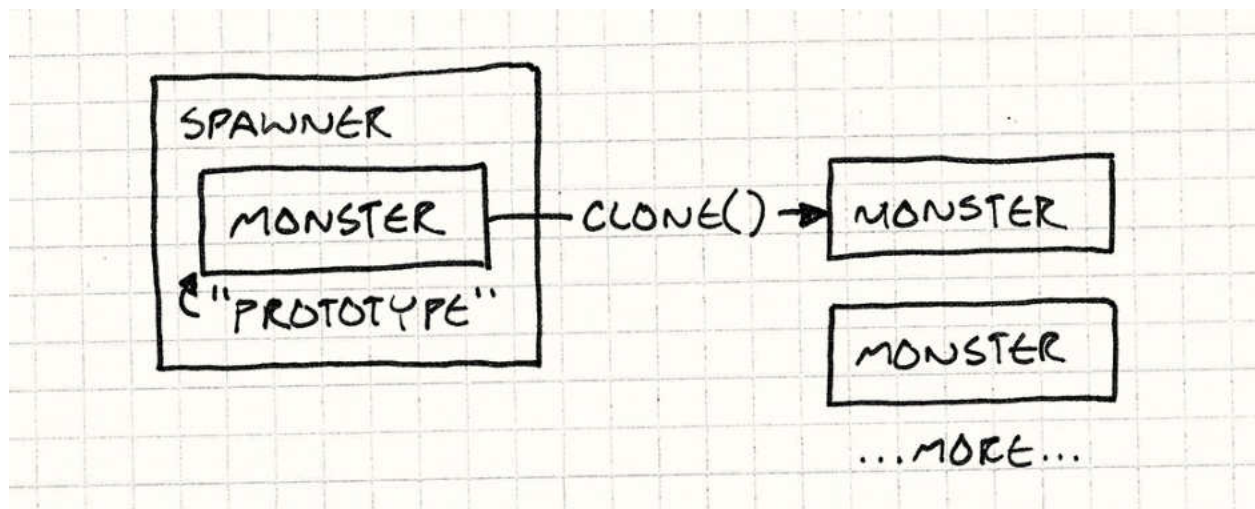 SPAWNER
MONSTER
"PROTOTYPE"
CLONE()
MONSTER
MONSTER
...MORE...